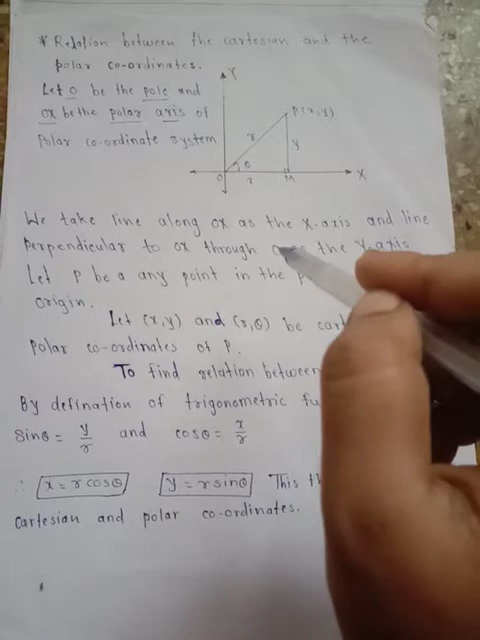 * Relation between the cartesian and the
polar co-ordinates.
Let O be the pole and
OX be the polar axis of
Polar co-ordinate system
Y
P(x,y)
r
y
θ
O
x
M
X
We take line along OX as the X-axis and line
Perpendicular to OX through the Y-axis.
Let P be a any point in the
origin.
Let (x,y) and (r,θ) be
Polar co-ordinates of P.
To find relation between
By defination of trigonometric
sinθ = y/r and cosθ = x/r
∴ x = r cosθ y = r sinθ This
cartesian and polar co-ordinates.